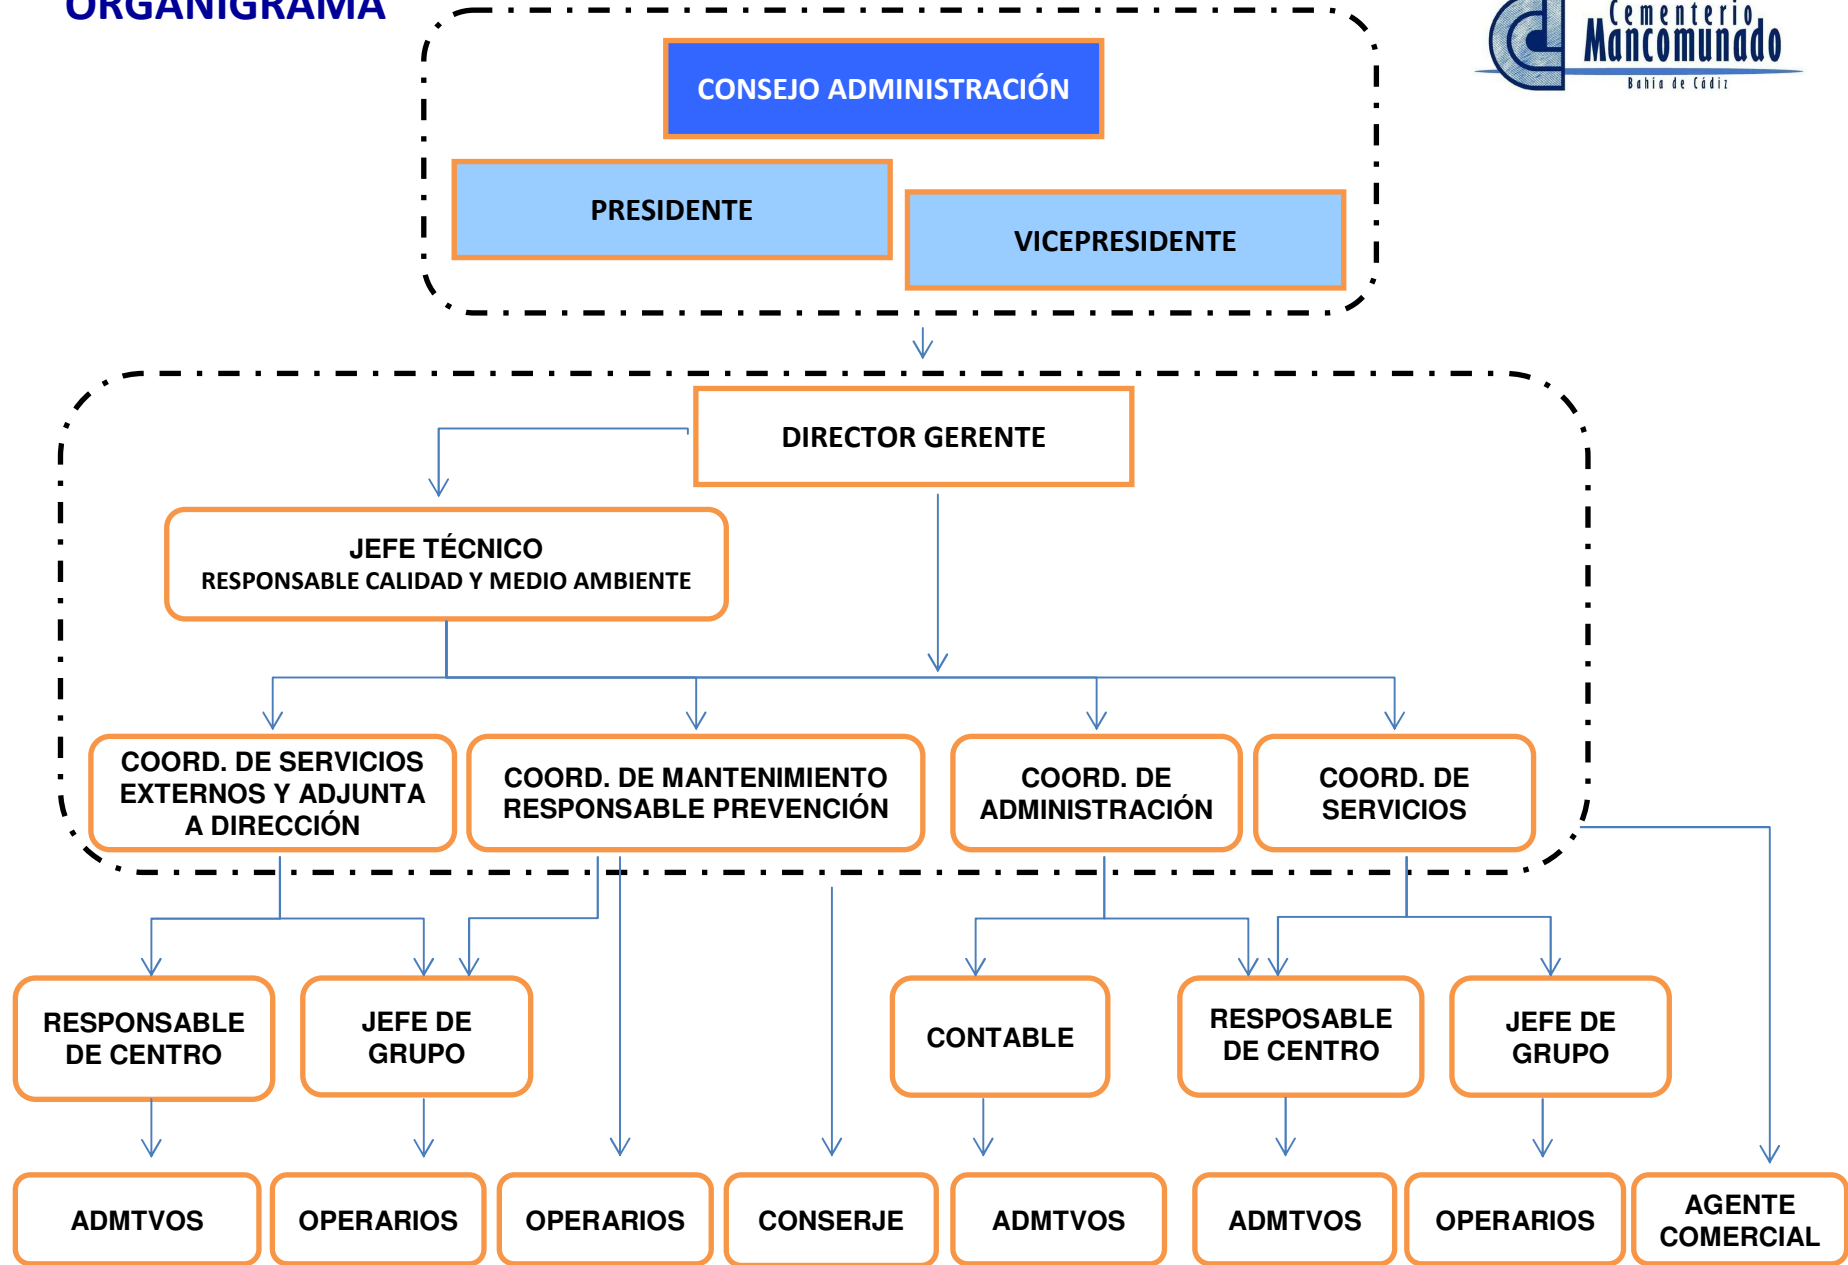 ORGANIGRAMA
Cementerio
Mancomunado
Bahía de Cádiz
CONSEJO ADMINISTRACIÓN
PRESIDENTE
VICEPRESIDENTE
DIRECTOR GERENTE
JEFE TÉCNICO
RESPONSABLE CALIDAD Y MEDIO AMBIENTE
COORD. DE SERVICIOS
EXTERNOS Y ADJUNTA
A DIRECCIÓN
COORD. DE MANTENIMIENTO
RESPONSABLE PREVENCIÓN
COORD. DE
ADMINISTRACIÓN
COORD. DE
SERVICIOS
RESPONSABLE
DE CENTRO
JEFE DE
GRUPO
CONTABLE
RESPOSABLE
DE CENTRO
JEFE DE
GRUPO
ADMTVOS
OPERARIOS
OPERARIOS
CONSERJE
ADMTVOS
ADMTVOS
OPERARIOS
AGENTE
COMERCIAL